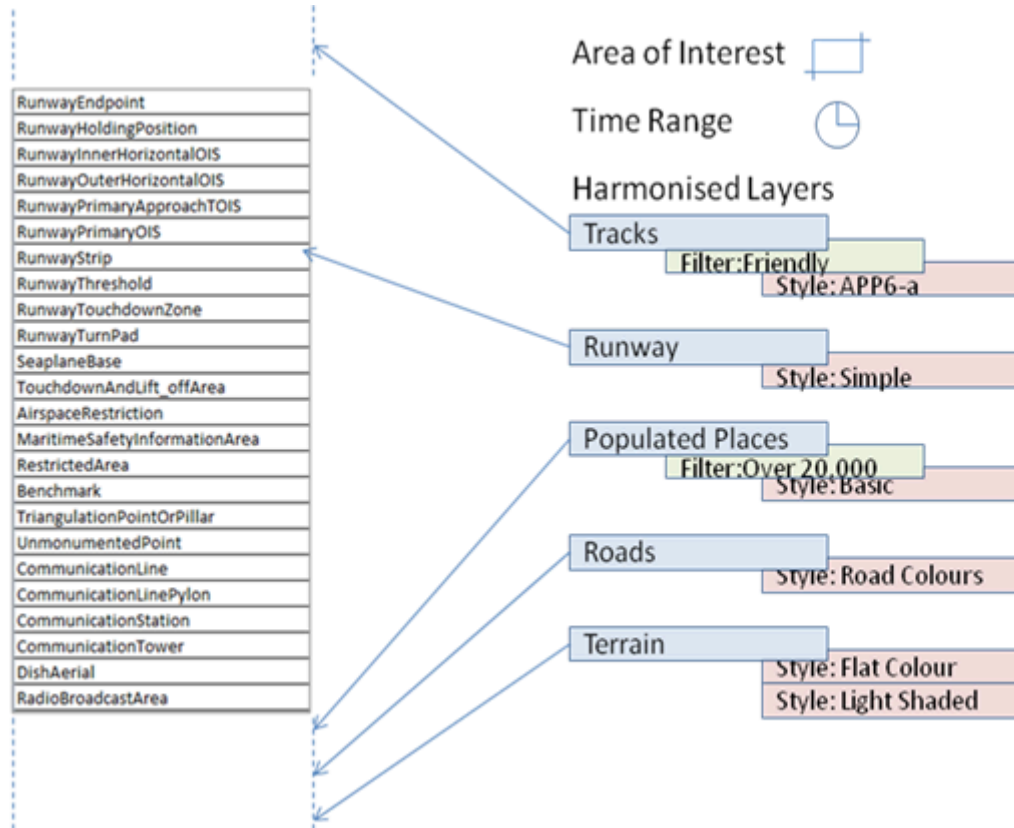 RunwayEndpoint
RunwayHoldingPosition
RunwayInnerHorizontalOIS
RunwayOuterHorizontalOIS
RunwayPrimaryApproachTOIS
RunwayPrimaryOIS
RunwayStrip
RunwayThreshold
RunwayTouchdownZone
RunwayTurnPad
SeaplaneBase
TouchdownAndLift_offArea
AirspaceRestriction
MaritimeSafetyInformationArea
RestrictedArea
Benchmark
TriangulationPointOrPillar
UnmonumentedPoint
CommunicationLine
CommunicationLinePylon
CommunicationStation
CommunicationTower
DishAerial
RadioBroadcastArea
Area of Interest
Time Range
Harmonised Layers
Tracks
Filter:Friendly
Style: APP6-a
Runway
Style: Simple
Populated Places
Filter:Over 20,000
Style: Basic
Roads
Style: Road Colours
Terrain
Style: Flat Colour
Style: Light Shaded